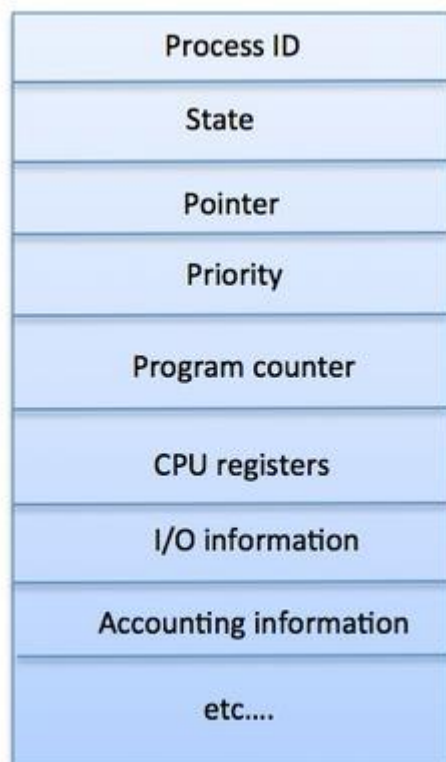 Process ID
State
Pointer
Priority
Program counter
CPU registers
I/O information
Accounting information
etc....